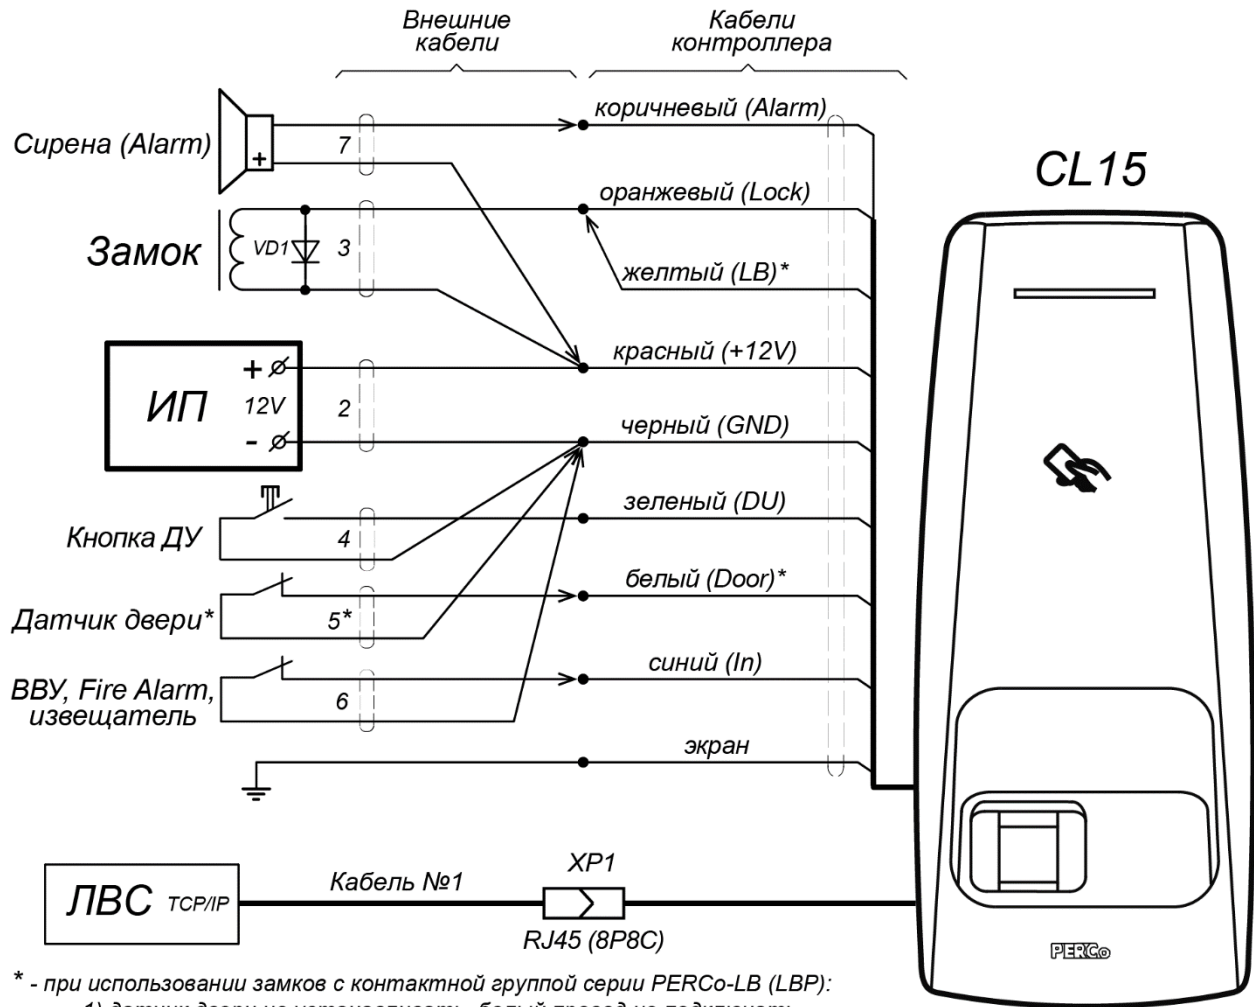 Внешние
кабели
Кабели
контроллера
коричневый (Alarm)
Сирена (Alarm)
+
7
CL15
оранжевый (Lock)
Замок
VD1
3
желтый (LB)*
красный (+12V)
ИП
+
12V
-
2
черный (GND)
зеленый (DU)
Кнопка ДУ
4
белый (Door)*
Датчик двери*
5*
синий (In)
ВВУ, Fire Alarm,
извещатель
6
экран
ЛВС TCP/IP
Кабель №1
XP1
RJ45 (8P8C)
PERCo
* - при использовании замков с контактной группой серии PERCo-LB (LBP):